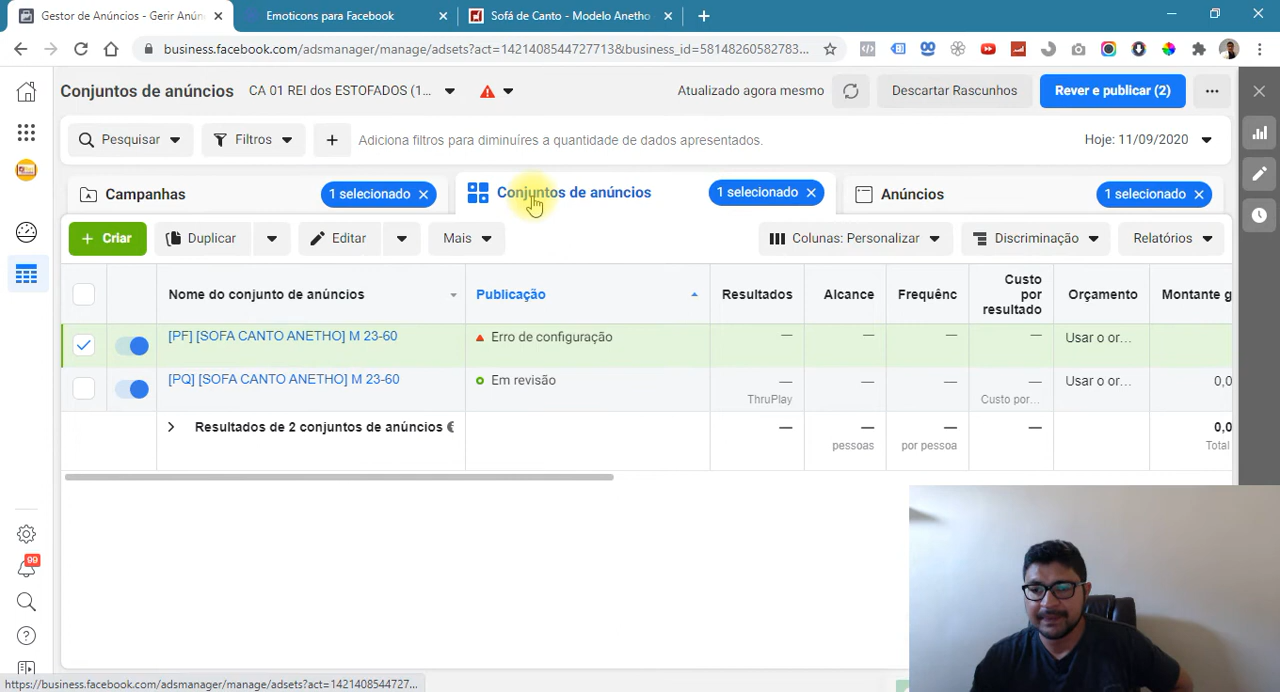 Gestor de Anúncios - Gerir Anún
Emoticons para Facebook
Sofá de Canto - Modelo Anetho
business.facebook.com/adsmanager/manage/adsets?act=1421408544727713&business_id=58148260582783...
Conjuntos de anúncios
CA 01 REI dos ESTOFADOS (1...
Atualizado agora mesmo
Descartar Rascunhos
Rever e publicar (2)
Pesquisar
Filtros
Adiciona filtros para diminuíres a quantidade de dados apresentados.
Hoje: 11/09/2020
Campanhas
1 selecionado
Conjuntos de anúncios
1 selecionado
Anúncios
1 selecionado
+ Criar
Duplicar
Editar
Mais
Colunas: Personalizar
Discriminação
Relatórios
Nome do conjunto de anúncios
Publicação
Resultados
Alcance
Frequênc
Custo por resultado
Orçamento
Montante g
[PF] [SOFA CANTO ANETHO] M 23-60
Erro de configuração
—
—
—
—
Usar o or...
[PQ] [SOFA CANTO ANETHO] M 23-60
Em revisão
—
—
—
—
Usar o or...
0,0
ThruPlay
Custo por...
Resultados de 2 conjuntos de anúncios
—
—
—
—
0,0
pessoas
por pessoa
Total
99
https://business.facebook.com/adsmanager/manage/adsets?act=1421408544727...